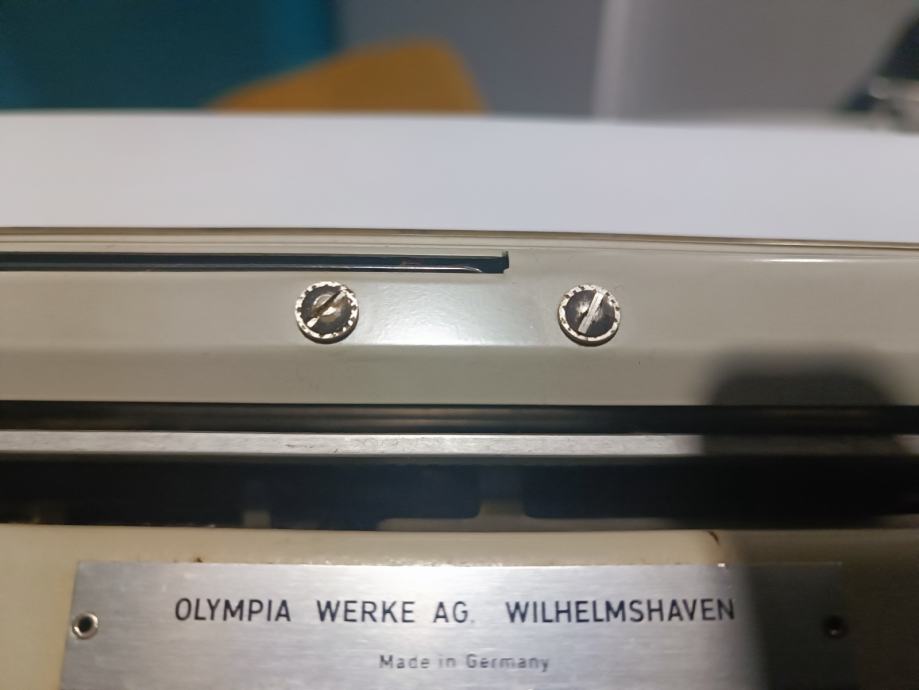 OLYMPIA WERKE AG. WILHELMSHAVEN
Made in Germany